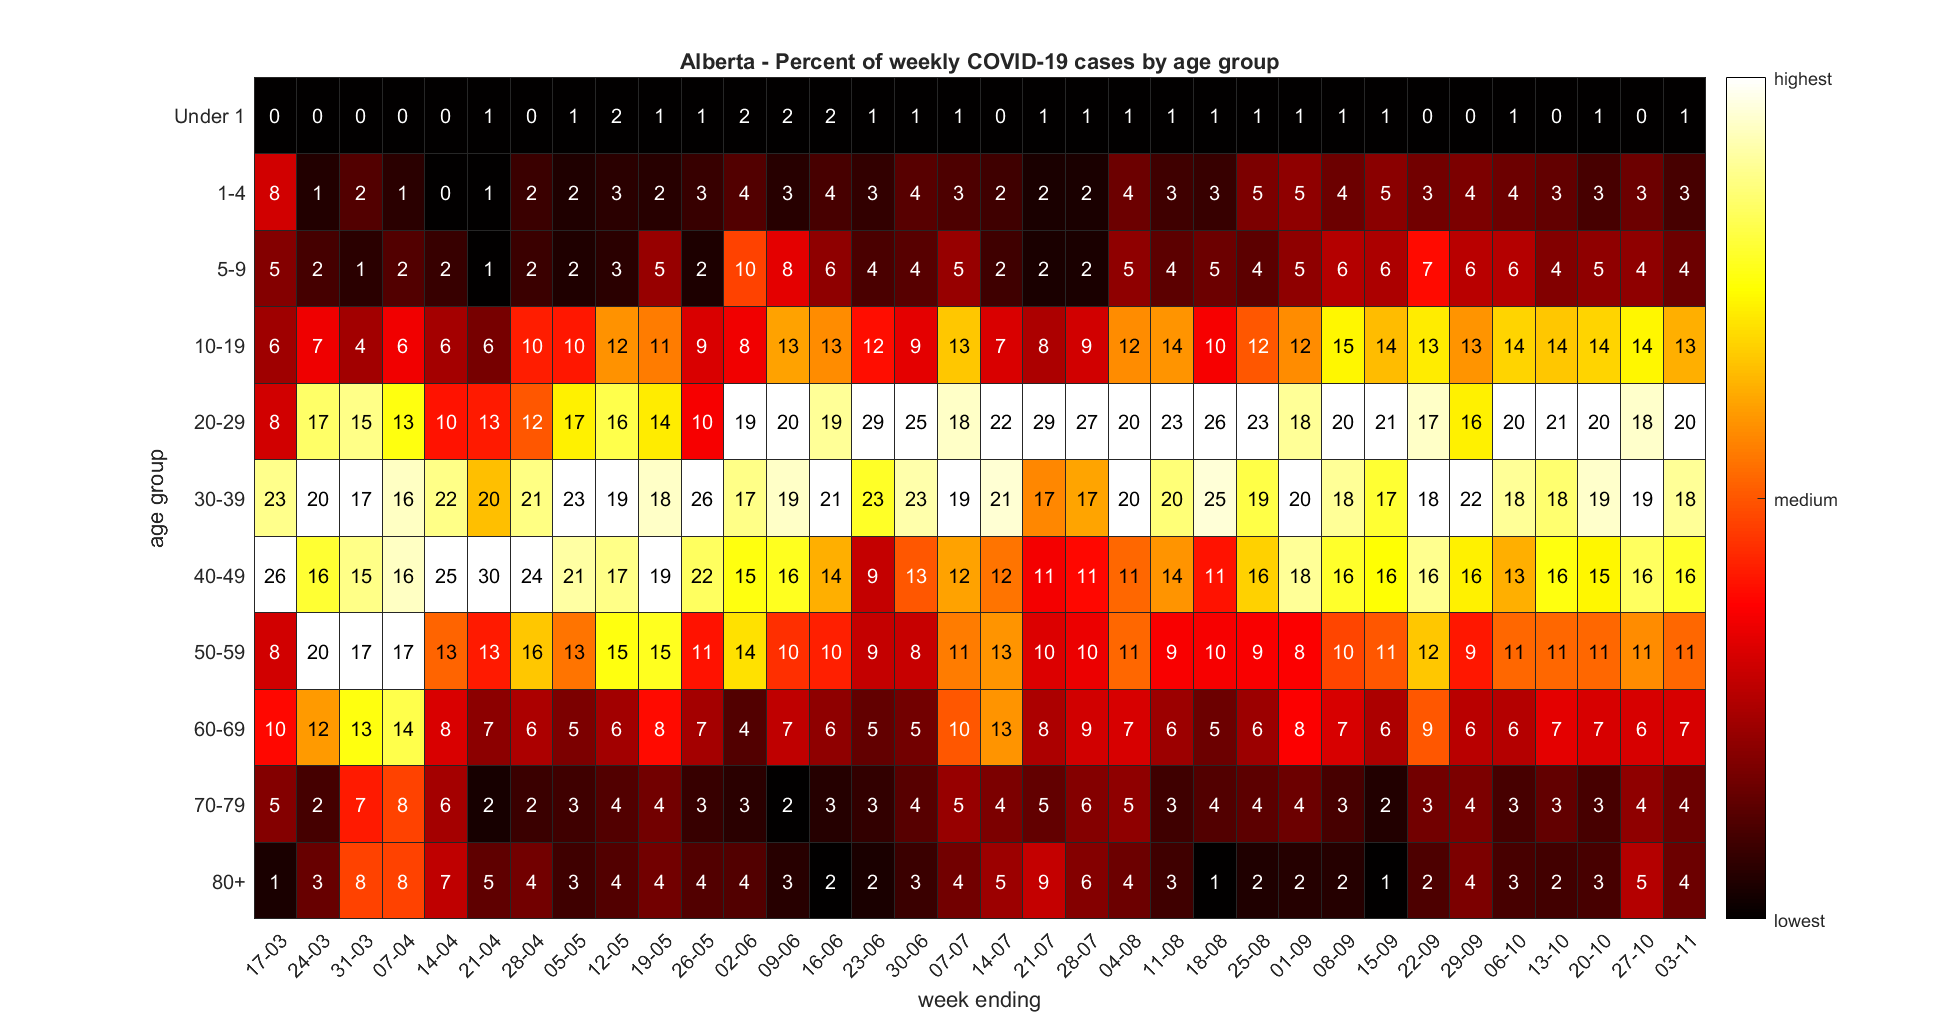 Alberta - Percent of weekly COVID-19 cases by age group
highest
Under 1 0 0 0 0 0 1 0 1 2 1 1 2 2 2 1 1 1 0 1 1 1 1 1 1 1 1 1 0 0 1 0 1 0 1
1-4 8 1 2 1 0 1 2 2 3 2 3 4 3 4 3 4 3 2 2 2 4 3 3 5 5 4 5 3 4 4 3 3 3 3
5-9 5 2 1 2 2 1 2 2 3 5 2 10 8 6 4 4 5 2 2 2 5 4 5 4 5 6 6 7 6 6 4 5 4 4
10-19 6 7 4 6 6 6 10 10 12 11 9 8 13 13 12 9 13 7 8 9 12 14 10 12 12 15 14 13 13 14 14 14 14 13
20-29 8 17 15 13 10 13 12 17 16 14 10 19 20 19 29 25 18 22 29 27 20 23 26 23 18 20 21 17 16 20 21 20 18 20
30-39 23 20 17 16 22 20 21 23 19 18 26 17 19 21 23 23 19 21 17 17 20 20 25 19 20 18 17 18 22 18 18 19 19 18
medium
age group
40-49 26 16 15 16 25 30 24 21 17 19 22 15 16 14 9 13 12 12 11 11 11 14 11 16 18 16 16 16 16 13 16 15 16 16
50-59 8 20 17 17 13 13 16 13 15 15 11 14 10 10 9 8 11 13 10 10 11 9 10 9 8 10 11 12 9 11 11 11 11 11
60-69 10 12 13 14 8 7 6 5 6 8 7 4 7 6 5 5 10 13 8 9 7 6 5 6 8 7 6 9 6 6 7 7 6 7
70-79 5 2 7 8 6 2 2 3 4 4 3 3 2 3 3 4 5 4 5 6 5 3 4 4 4 3 2 3 4 3 3 3 4 4
80+ 1 3 8 8 7 5 4 3 4 4 4 4 3 2 2 3 4 5 9 6 4 3 1 2 2 2 1 2 4 3 2 3 5 4
lowest
17-03 24-03 31-03 07-04 14-04 21-04 28-04 05-05 12-05 19-05 26-05 02-06 09-06 16-06 23-06 30-06 07-07 14-07 21-07 28-07 04-08 11-08 18-08 25-08 01-09 08-09 15-09 22-09 29-09 06-10 13-10 20-10 27-10 03-11
week ending